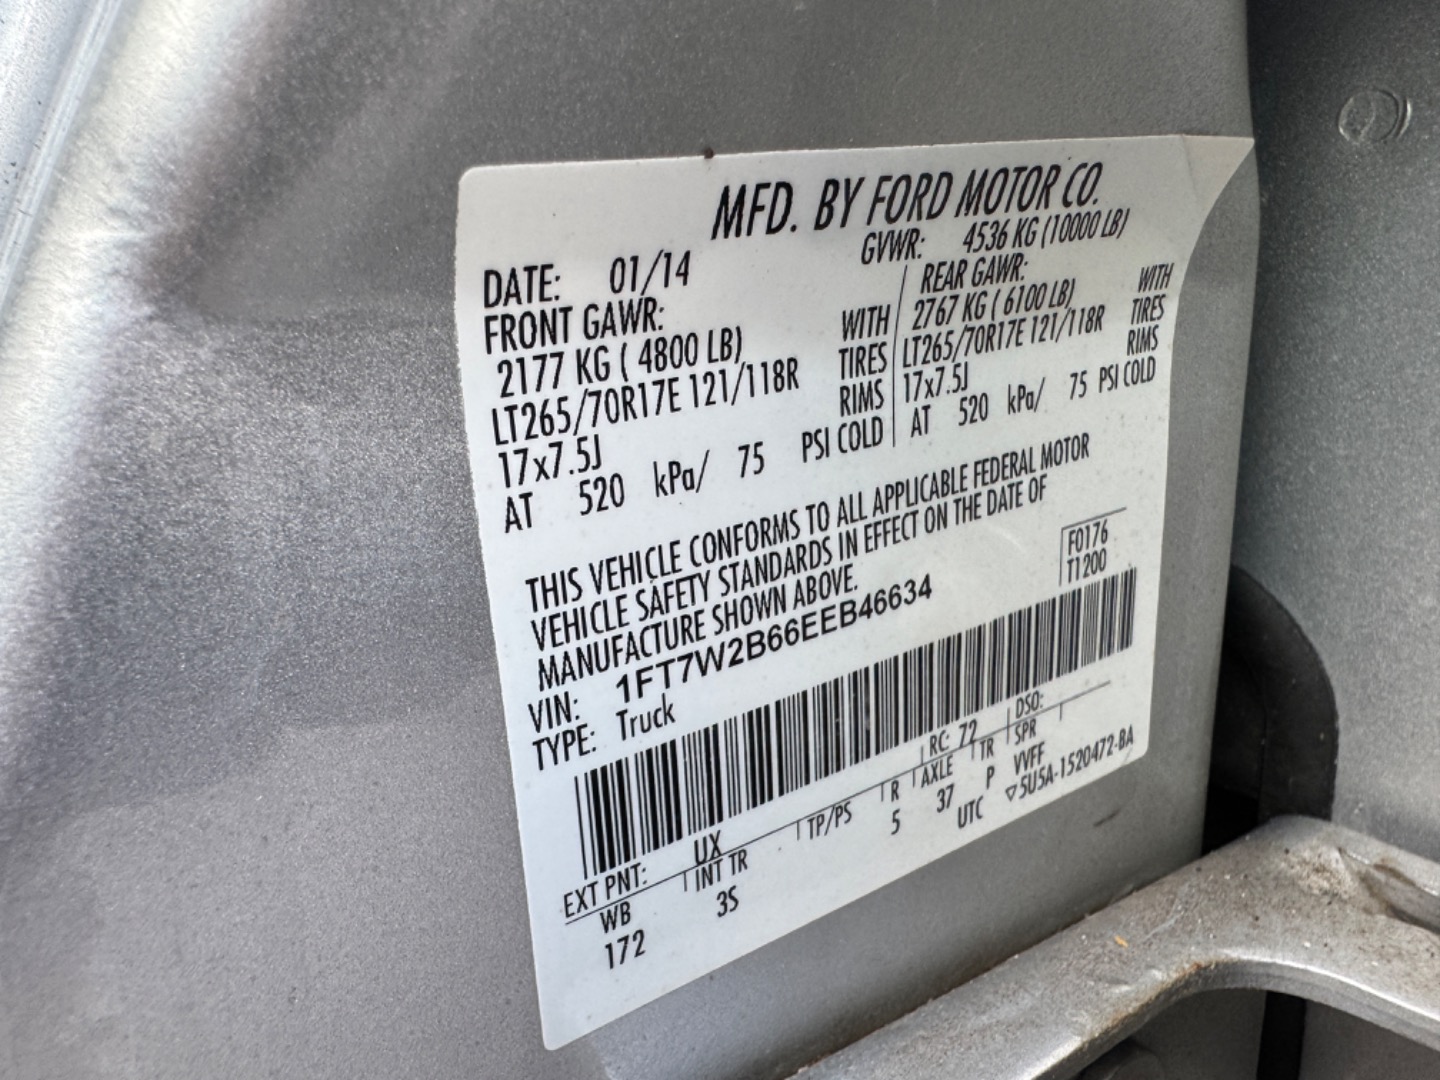 MFD. BY FORD MOTOR CO.
DATE: 01/14 GVWR: 4536 KG (10000 LB)
FRONT GAWR: REAR GAWR:
2177 KG ( 4800 LB) WITH 2767 KG ( 6100 LB) WITH
LT265/70R17E 121/118R TIRES LT265/70R17E 121/118R TIRES
17x7.5J RIMS 17x7.5J RIMS
AT 520 kPa/ 75 PSI COLD AT 520 kPa/ 75 PSI COLD
THIS VEHICLE CONFORMS TO ALL APPLICABLE FEDERAL MOTOR
VEHICLE SAFETY STANDARDS IN EFFECT ON THE DATE OF
MANUFACTURE SHOWN ABOVE.
F0176
T1200
VIN: 1FT7W2B66EEB46634
TYPE: Truck
EXT PNT: UX RC: 72 DSO:
WB INT TR TP/PS R AXLE TR SPR
172 3S 5 37 P VVFF
UTC ▽5U5A-1520472-BA